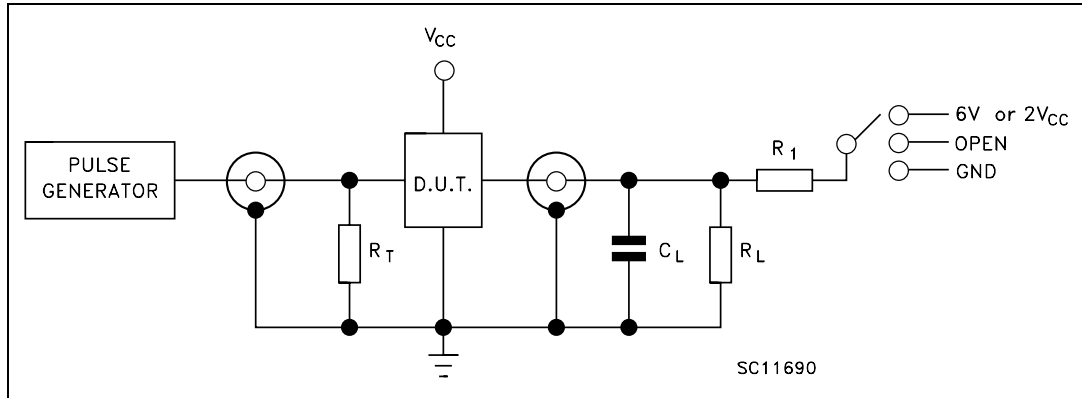 VCC
PULSE
GENERATOR
D.U.T.
RT
CL
RL
R1
6V or 2VCC
OPEN
GND
SC11690